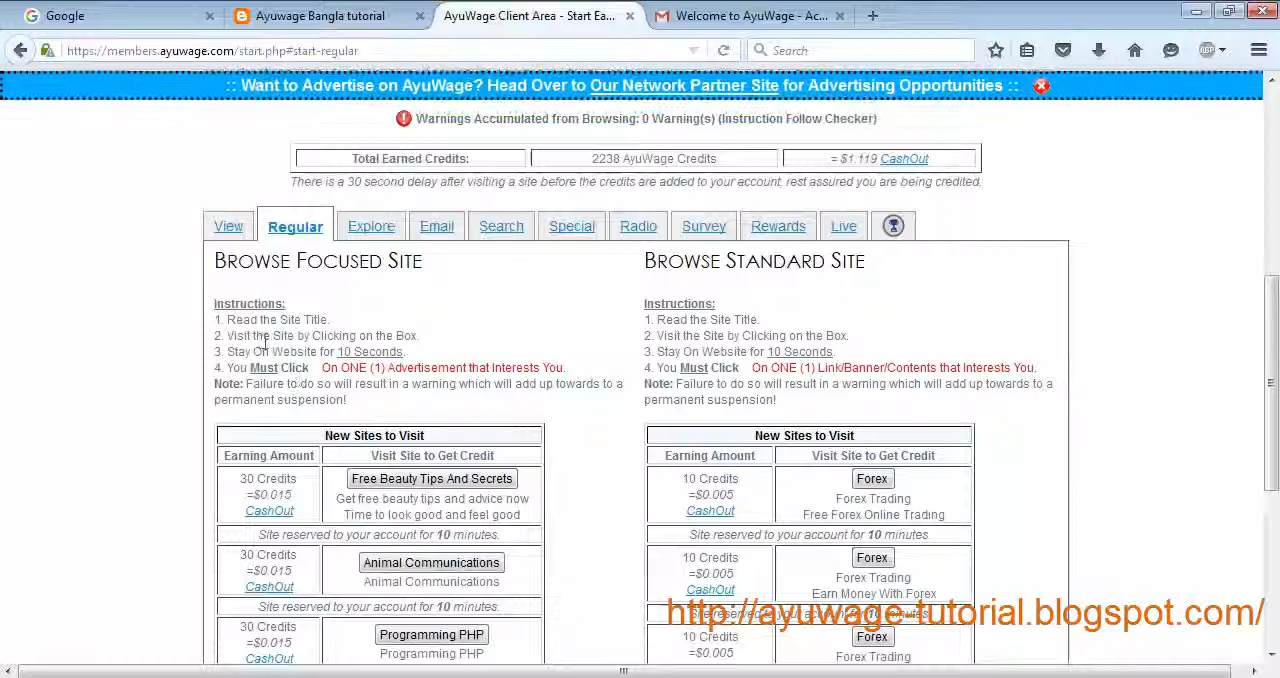 Google
Ayuwage Bangla tutorial
AyuWage Client Area - Start Ea...
Welcome to AyuWage - Ac...
https://members.ayuwage.com/start.php#start-regular
Search
ABP
:: Want to Advertise on AyuWage? Head Over to Our Network Partner Site for Advertising Opportunities ::
Warnings Accumulated from Browsing: 0 Warning(s) (Instruction Follow Checker)
Total Earned Credits: 2238 AyuWage Credits = $1.119 CashOut
There is a 30 second delay after visiting a site before the credits are added to your account, rest assured you are being credited.
View Regular Explore Email Search Special Radio Survey Rewards Live
BROWSE FOCUSED SITE
Instructions:
1. Read the Site Title.
2. Visit the Site by Clicking on the Box.
3. Stay On Website for 10 Seconds.
4. You Must Click On ONE (1) Advertisement that Interests You.
Note: Failure to do so will result in a warning which will add up towards to a
permanent suspension!
New Sites to Visit
Earning Amount Visit Site to Get Credit
30 Credits
=$0.015
CashOut
Free Beauty Tips And Secrets
Get free beauty tips and advice now
Time to look good and feel good
Site reserved to your account for 10 minutes.
30 Credits
=$0.015
CashOut
Animal Communications
Animal Communications
Site reserved to your account for 10 minutes.
30 Credits
=$0.015
CashOut
Programming PHP
Programming PHP
BROWSE STANDARD SITE
Instructions:
1. Read the Site Title.
2. Visit the Site by Clicking on the Box.
3. Stay On Website for 10 Seconds.
4. You Must Click On ONE (1) Link/Banner/Contents that Interests You.
Note: Failure to do so will result in a warning which will add up towards to a
permanent suspension!
New Sites to Visit
Earning Amount Visit Site to Get Credit
10 Credits
=$0.005
CashOut
Forex
Forex Trading
Free Forex Online Trading
Site reserved to your account for 10 minutes.
10 Credits
=$0.005
CashOut
Forex
Forex Trading
Earn Money With Forex
Site reserved to your account for 10 minutes.
10 Credits
=$0.005
Forex
Forex Trading
http://ayuwage-tutorial.blogspot.com/